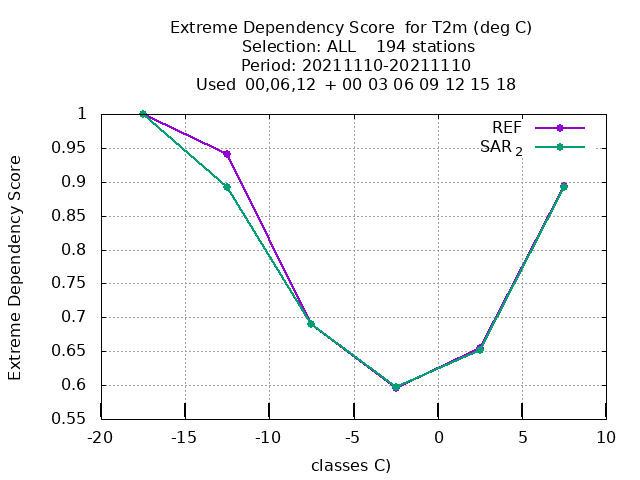 Extreme Dependency Score  for T2m (deg C)
Selection: ALL    194 stations
Period: 20211110-20211110
Used  00,06,12  + 00 03 06 09 12 15 18
REF
SAR 2
1
0.95
0.9
0.85
0.8
0.75
0.7
0.65
0.6
0.55
Extreme Dependency Score
-20 -15 -10 -5 0 5 10
classes C)